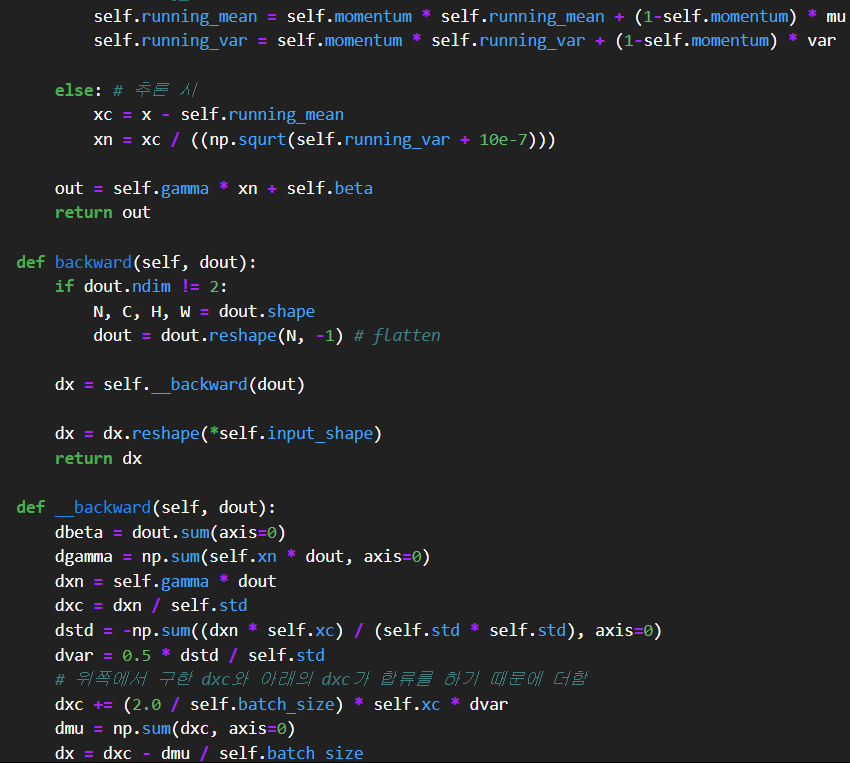 self.running_mean = self.momentum * self.running_mean + (1-self.momentum) * mu
self.running_var = self.momentum * self.running_var + (1-self.momentum) * var
else: # 추론 시
xc = x - self.running_mean
xn = xc / ((np.squrt(self.running_var + 10e-7)))
out = self.gamma * xn + self.beta
return out
def backward(self, dout):
if dout.ndim != 2:
N, C, H, W = dout.shape
dout = dout.reshape(N, -1) # flatten
dx = self.__backward(dout)
dx = dx.reshape(*self.input_shape)
return dx
def __backward(self, dout):
dbeta = dout.sum(axis=0)
dgamma = np.sum(self.xn * dout, axis=0)
dxn = self.gamma * dout
dxc = dxn / self.std
dstd = -np.sum((dxn * self.xc) / (self.std * self.std), axis=0)
dvar = 0.5 * dstd / self.std
# 위쪽에서 구한 dxc와 아래의 dxc가 합류를 하기 때문에 더함
dxc += (2.0 / self.batch_size) * self.xc * dvar
dmu = np.sum(dxc, axis=0)
dx = dxc - dmu / self.batch_size